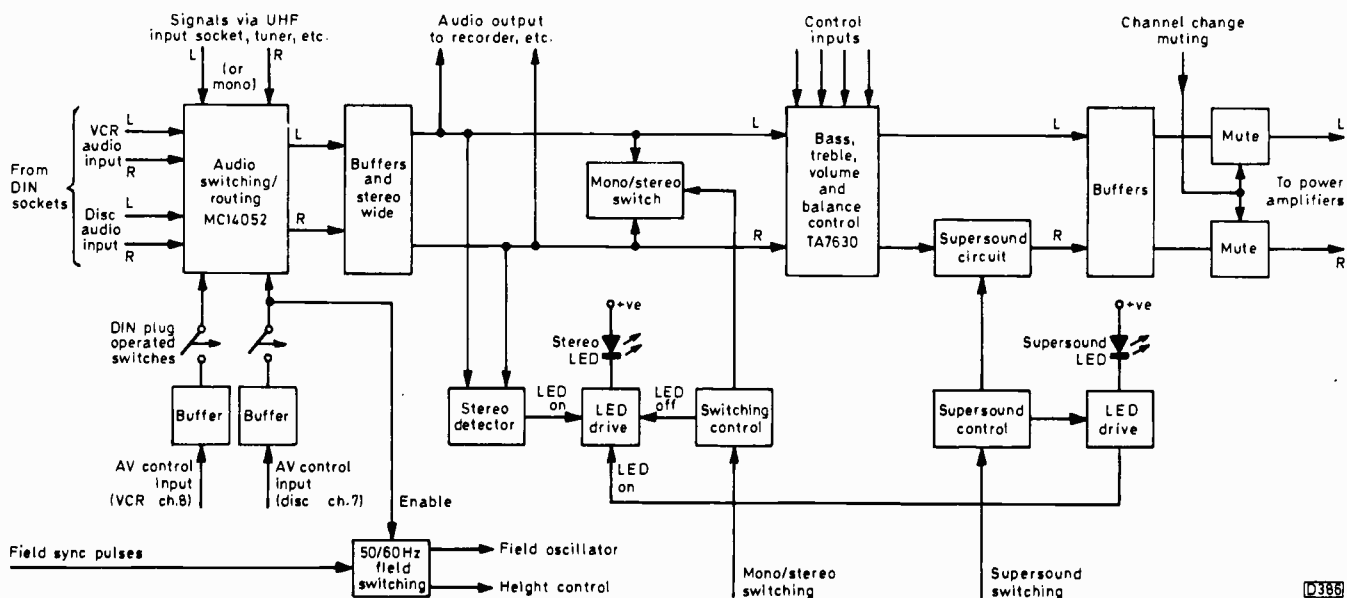 Signals via UHF
input socket, tuner, etc.
L
(or
mono)
R
Audio output
to recorder, etc.
Control
inputs
Channel change
muting
From
DIN
sockets
VCR
audio
input
L
R
Disc
audio
input
L
R
Audio
switching/
routing
MC14052
L
R
Buffers
and
stereo
wide
Mono/stereo
switch
L
R
Bass,
treble,
volume
and
balance
control
TA7630
L
Supersound
circuit
R
Buffers
Mute
Mute
L
To power
amplifiers
R
DIN plug
operated
switches
Buffer
Buffer
AV control
input
(VCR ch.8)
AV control
input
(disc ch.7)
Enable
Stereo
detector
LED
on
+ve
Stereo
LED
LED
drive
LED
off
Switching
control
LED
on
+ve
Supersound
LED
Supersound
control
LED
drive
Field sync pulses
50/60Hz
field
switching
Field oscillator
Height control
Mono/stereo
switching
Supersound
switching
D386